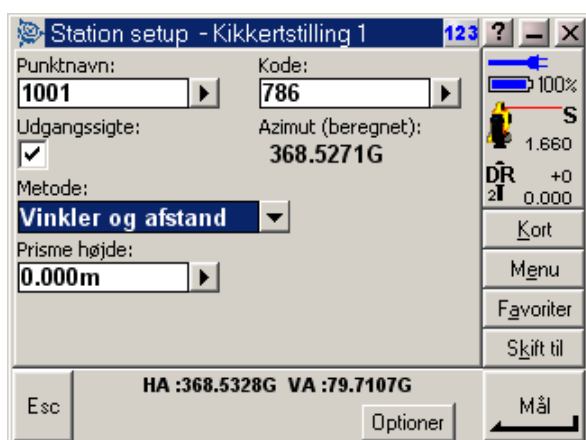 Station setup - Kikkertstilling 1 123 ?
Punktnavn: Kode:
1001 786
Udgangssigte: Azimut (beregnet):
368.5271G
Metode:
Vinkler og afstand
Prisme højde:
0.000m
100%
S
1.660
DR +0
2 0.000
Kort
Menu
Favoriter
Skift til
HA :368.5328G VA :79.7107G
Esc
Optioner
Mål